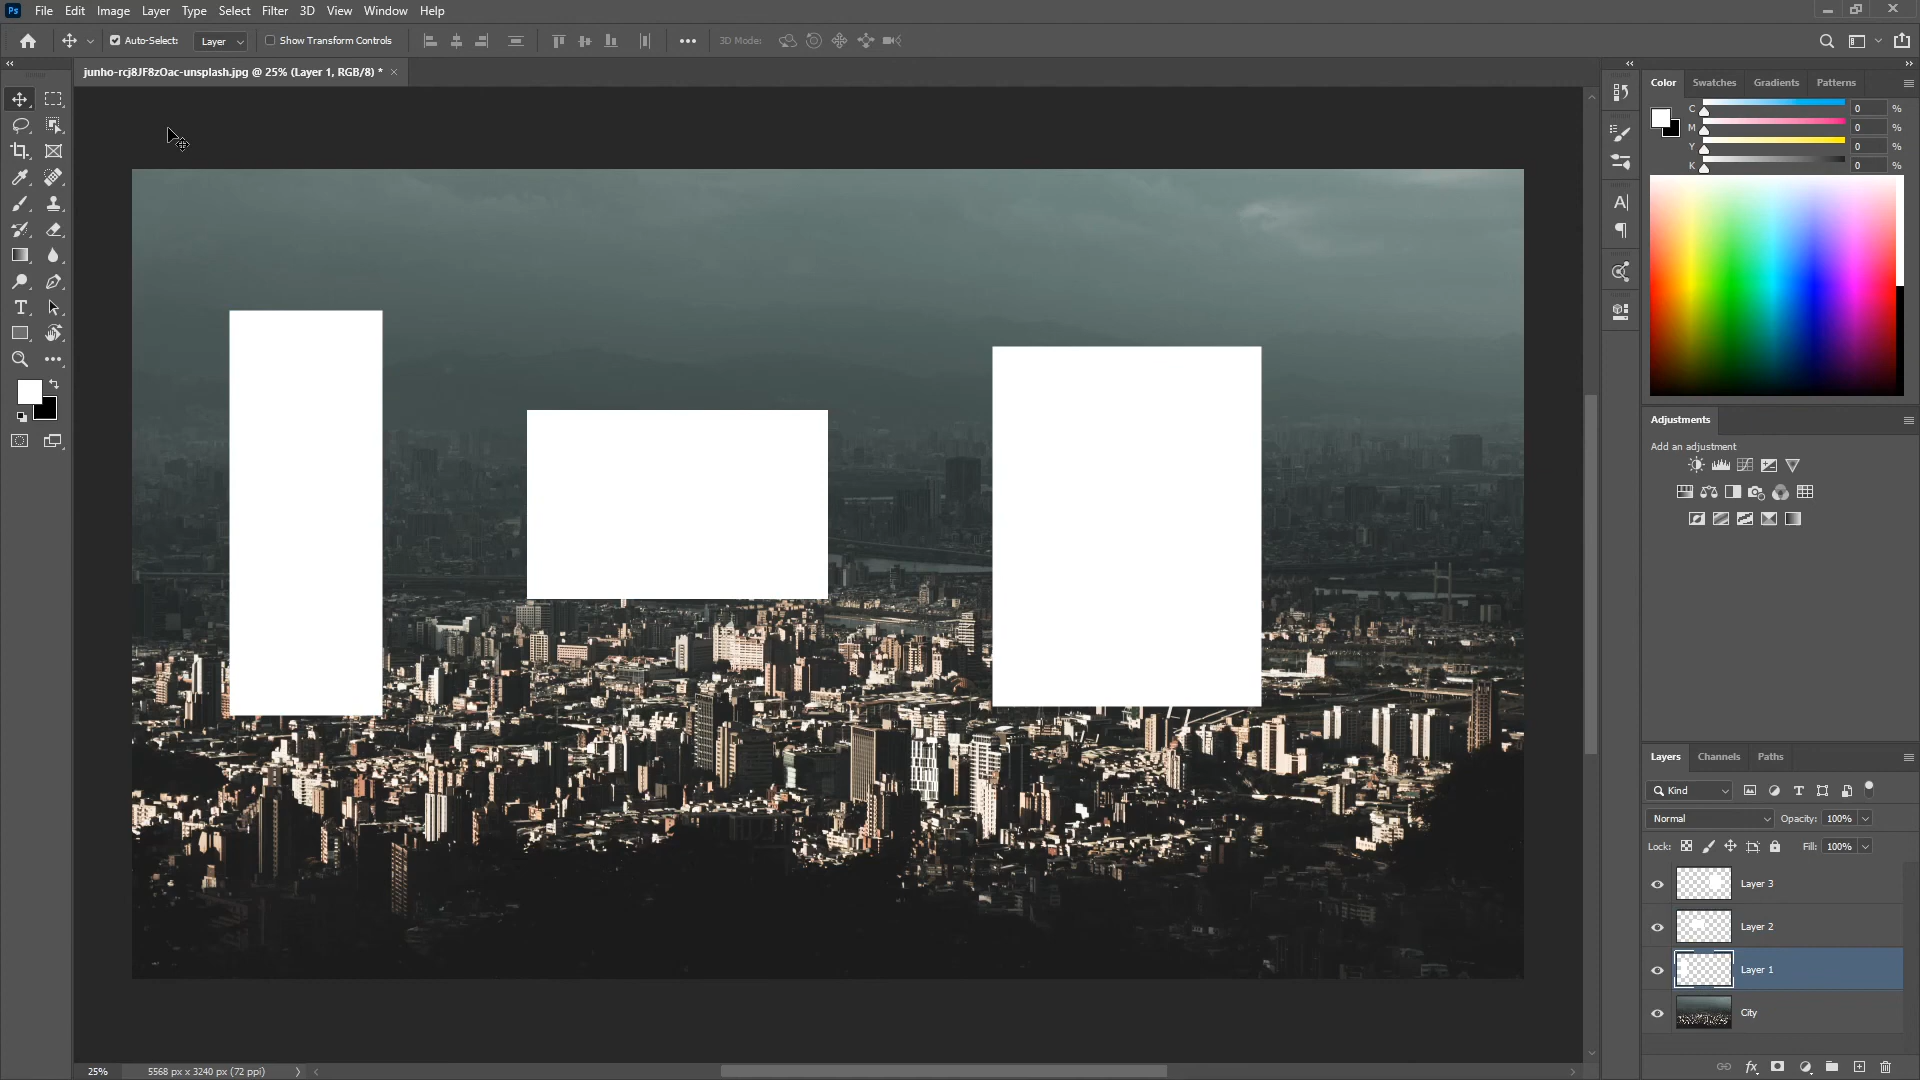 Ps File Edit Image Layer Type Select Filter 3D View Window Help
Auto-Select: Layer Show Transform Controls 3D Mode:
junho-rcj8JF8zOac-unsplash.jpg @ 25% (Layer 1, RGB/8) *
Color Swatches Gradients Patterns
C 0 %
M 0 %
Y 0 %
K 0 %
Adjustments
Add an adjustment
Layers Channels Paths
Kind
Normal Opacity: 100%
Lock: Fill: 100%
Layer 3
Layer 2
Layer 1
City
25% 5568 px x 3240 px (72 ppi)